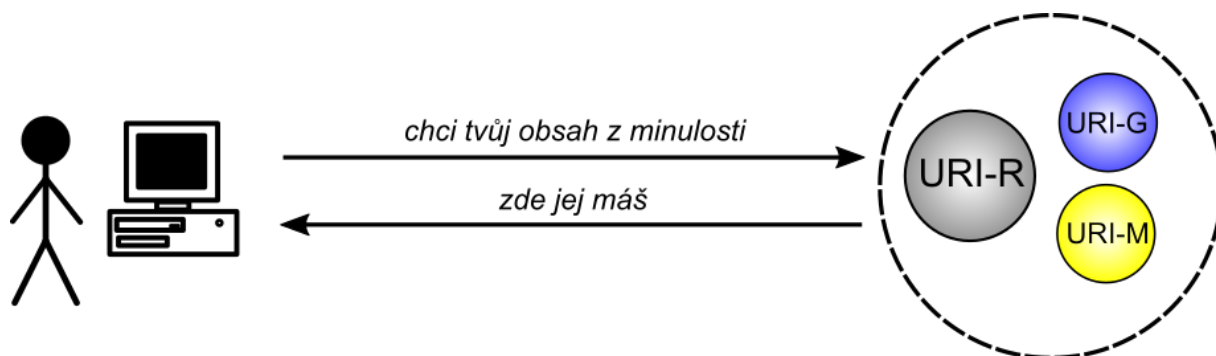 chci tvůj obsah z minulosti
zde jej máš
URI-R
URI-G
URI-M